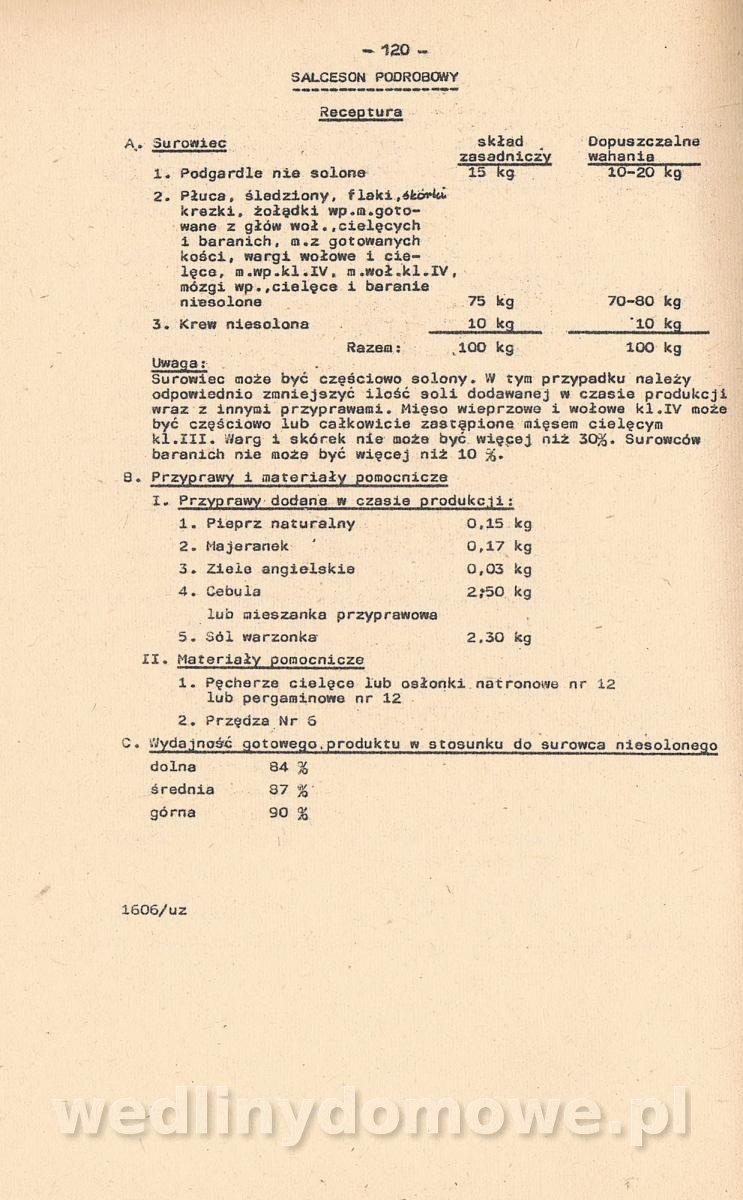 - 120 -
SALCESON PODROBOWY
Receptura
A. Surowiec skład zasadniczy Dopuszczalne wahania
1. Podgardle nie solone 15 kg 10-20 kg
2. Płuca, śledziony, flaki, skórki
krezki, żołądki wp.m.goto-
wane z głów woł.,cielęcych
i baranich, m.z gotowanych
kości, wargi wołowe i cie-
lęce, m.wp.kl.IV, m.woł.kl.IV,
mózgi wp.,cielęce i baranie
niesolone 75 kg 70-80 kg
3. Krew niesolona 10 kg 10 kg
Razem: 100 kg 100 kg
Uwaga:
Surowiec może być częściowo solony. W tym przypadku należy
odpowiednio zmniejszyć ilość soli dodawanej w czasie produkcji
wraz z innymi przyprawami. Mięso wieprzowe i wołowe kl.IV może
być częściowo lub całkowicie zastąpione mięsem cielęcym
kl.III. Warg i skórek nie może być więcej niż 30%. Surowców
baranich nie może być więcej niż 10 %.
B. Przyprawy i materiały pomocnicze
I. Przyprawy dodane w czasie produkcji:
1. Pieprz naturalny 0,15 kg
2. Majeranek 0,17 kg
3. Ziele angielskie 0,03 kg
4. Cebula 2,50 kg
lub mieszanka przyprawowa
5. Sól warzonka 2,30 kg
II. Materiały pomocnicze
1. Pęcherze cielęce lub osłonki natronowe nr 12
lub pergaminowe nr 12
2. Przędza Nr 6
C. Wydajność gotowego produktu w stosunku do surowca niesolonego
dolna 84 %
średnia 87 %
górna 90 %
1606/uz
wedlinydomowe.pl